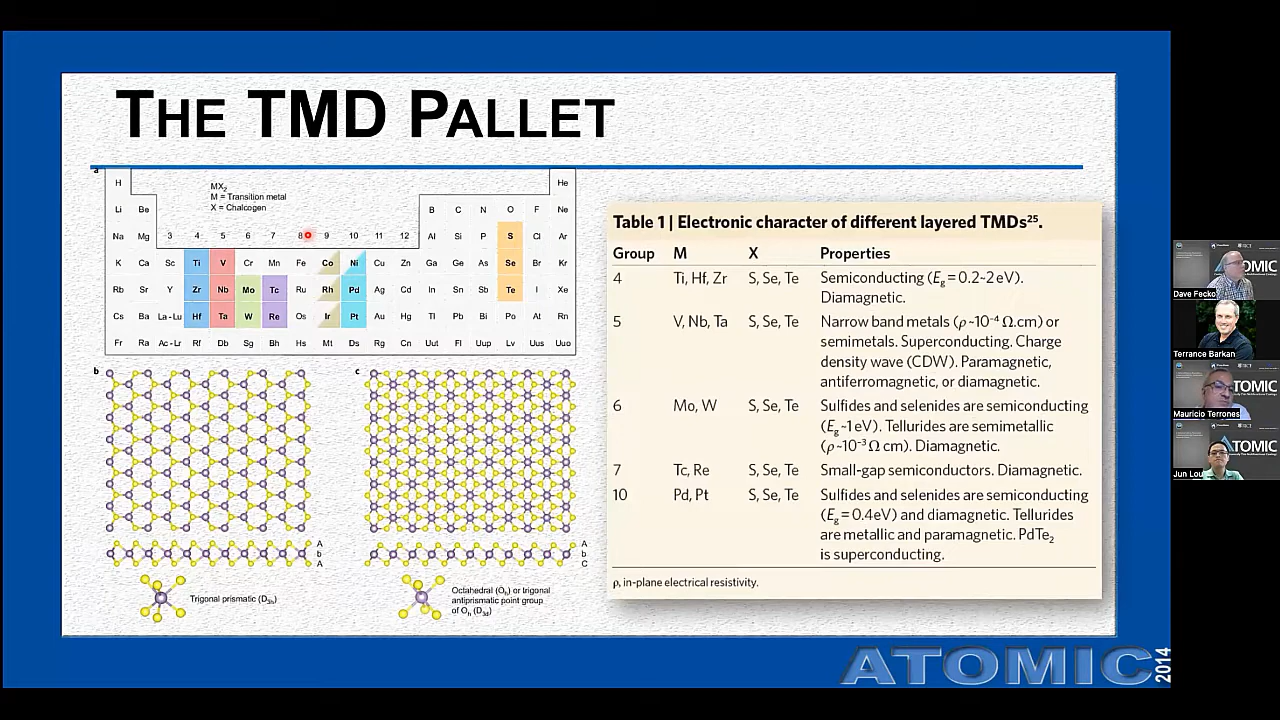 THE TMD PALLET
a
H He
MX₂
M = Transition metal
X = Chalcogen
Li Be B C N O F Ne
Na Mg 3 4 5 6 7 8 9 10 11 12 Al Si P S Cl Ar
K Ca Sc Ti V Cr Mn Fe Co Ni Cu Zn Ga Ge As Se Br Kr
Rb Sr Y Zr Nb Mo Tc Ru Rh Pd Ag Cd In Sn Sb Te I Xe
Cs Ba La-Lu Hf Ta W Re Os Ir Pt Au Hg Tl Pb Bi Po At Rn
Fr Ra Ac-Lr Rf Db Sg Bh Hs Mt Ds Rg Cn Uut Fl Uup Lv Uus Uuo
b c
A A
b b
A C
Trigonal prismatic (D₃ₕ)
Octahedral (Oₕ) or trigonal
antiprismatic point group
of Oₕ (D₃d)
Table 1 | Electronic character of different layered TMDs²⁵.
Group M X Properties
4 Ti, Hf, Zr S, Se, Te Semiconducting (Eg = 0.2~2 eV).
Diamagnetic.
5 V, Nb, Ta S, Se, Te Narrow band metals (ρ~10⁻⁴ Ω.cm) or
semimetals. Superconducting. Charge
density wave (CDW). Paramagnetic,
antiferromagnetic, or diamagnetic.
6 Mo, W S, Se, Te Sulfides and selenides are semiconducting
(Eg ~1 eV). Tellurides are semimetallic
(ρ~10⁻³ Ω cm). Diamagnetic.
7 Tc, Re S, Se, Te Small-gap semiconductors. Diamagnetic.
10 Pd, Pt S, Se, Te Sulfides and selenides are semiconducting
(Eg = 0.4 eV) and diamagnetic. Tellurides
are metallic and paramagnetic. PdTe₂
is superconducting.
ρ, in-plane electrical resistivity.
ATOMIC 2014
Dave Fecko
Terrance Barkan
TOMIC
Mauricio Terrones
ATOMIC
Jun Lou